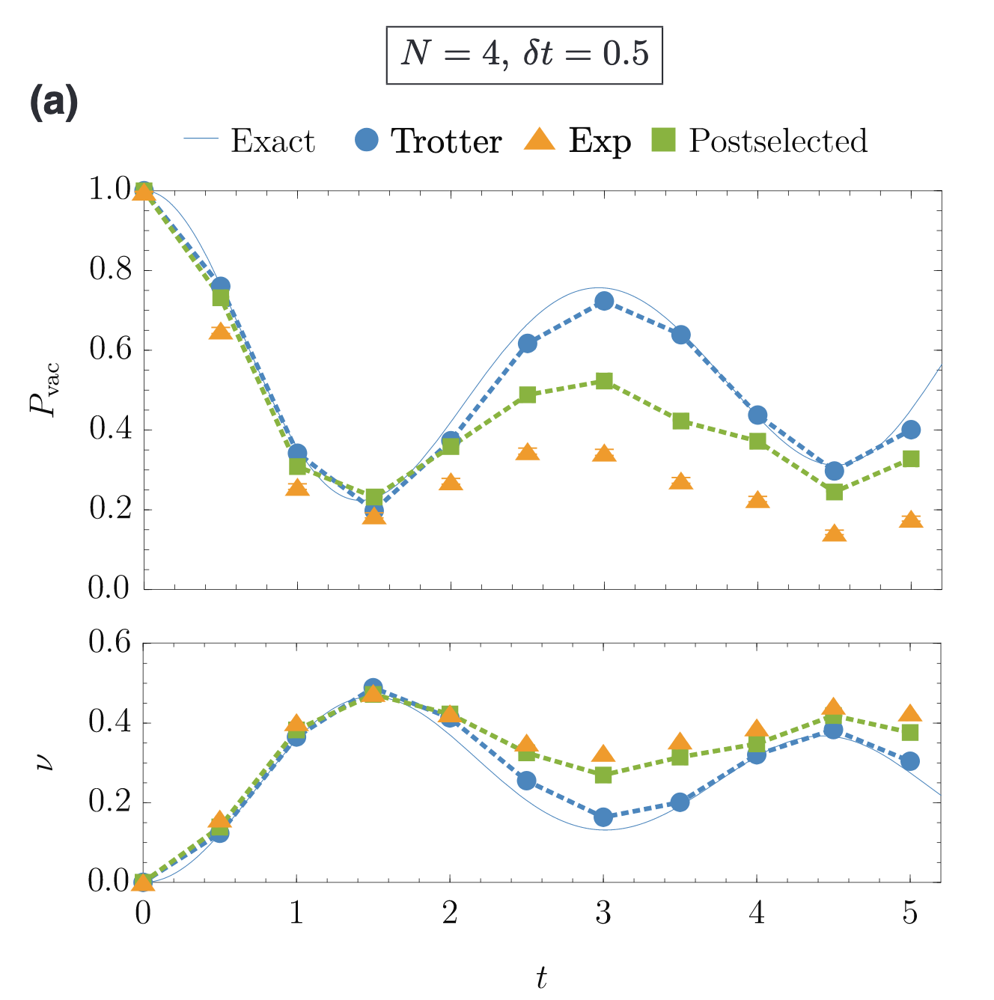 N = 4, δt = 0.5
(a)
Exact Trotter Exp Postselected
1.0
0.8
0.6
0.4
0.2
0.0
P_vac
0.6
0.4
0.2
0.0
ν
0 1 2 3 4 5
t